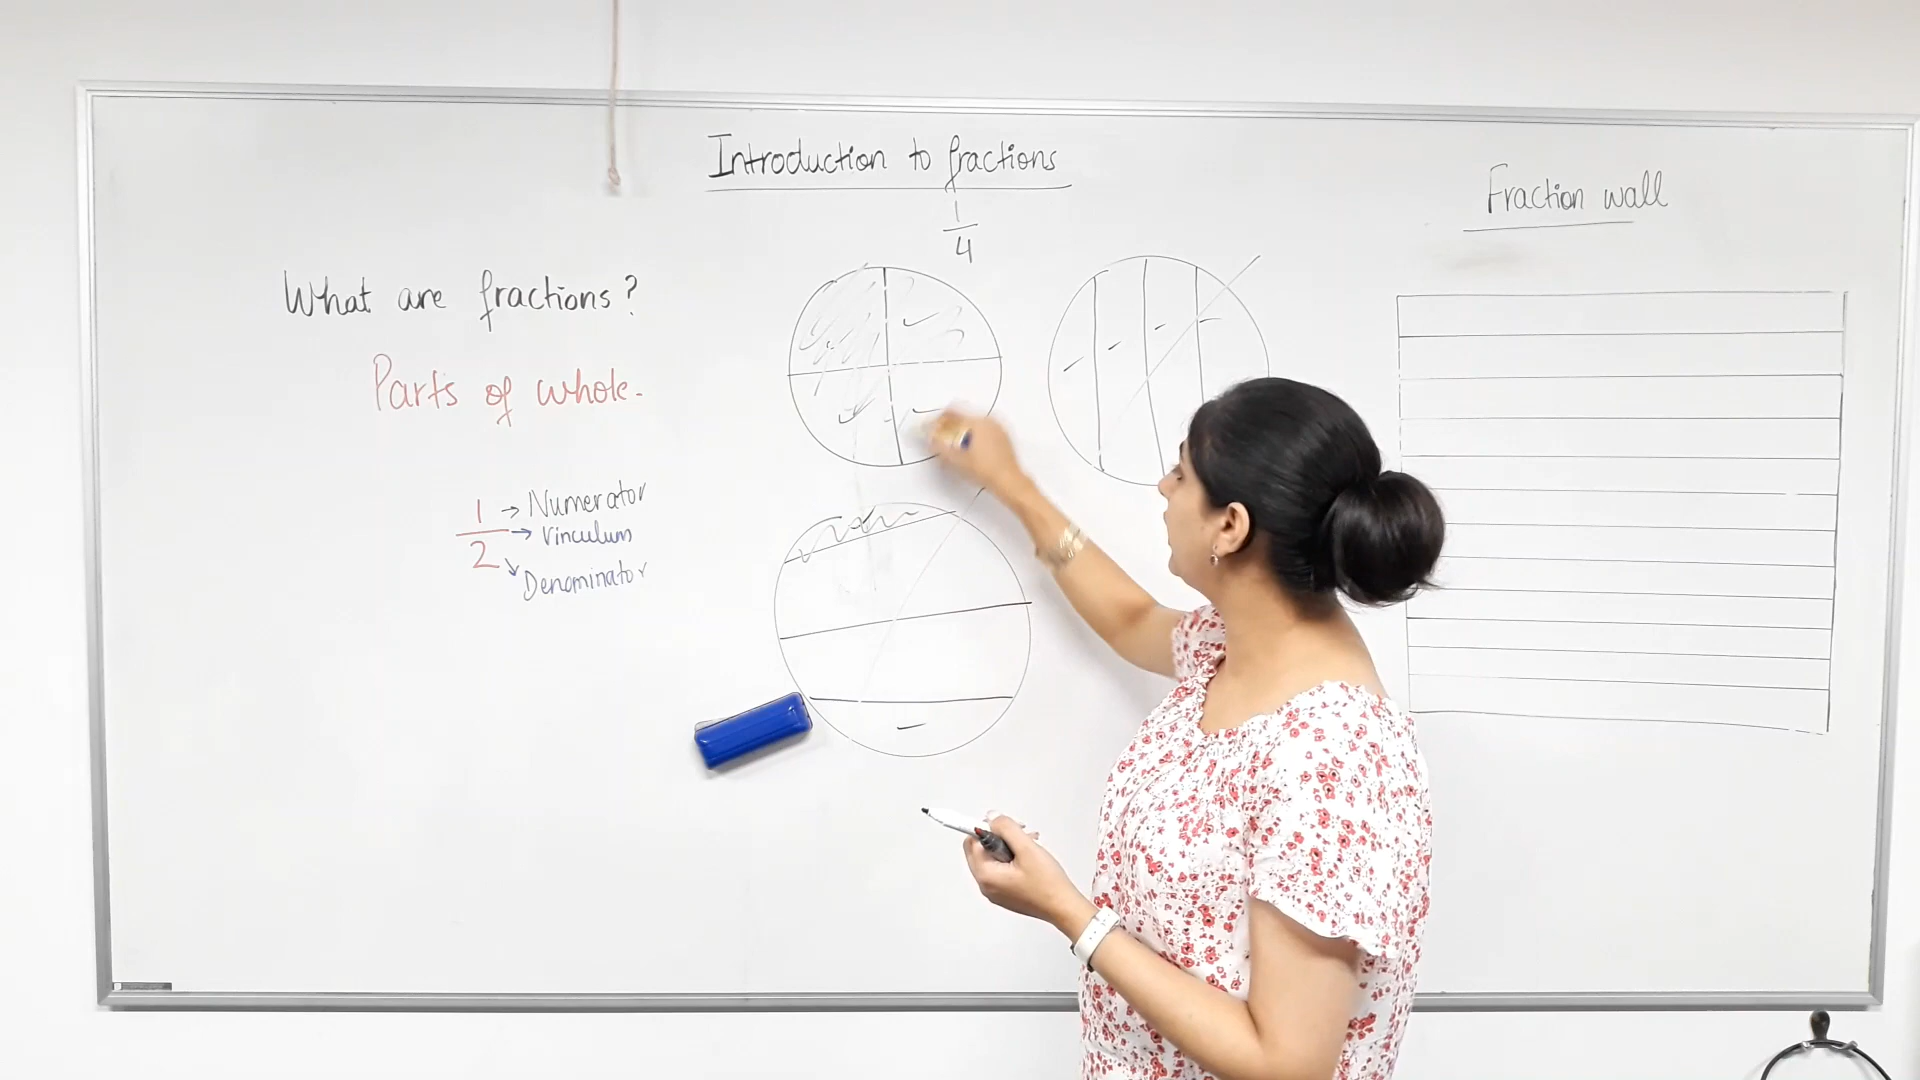 Introduction to fractions
Fraction wall
1
4
What are fractions?
Parts of whole.
1 → Numerator
→ Vinculum
2 ↘ Denominator